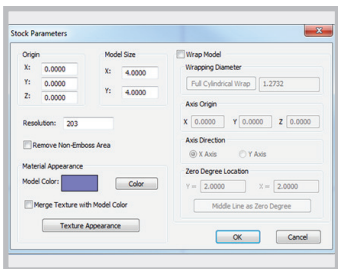 Stock Parameters
Origin
X: 0.0000
Y: 0.0000
Z: 0.0000
Model Size
X: 4.0000
Y: 4.0000
Resolution: 203
Remove Non-Emboss Area
Material Appearance
Model Color: Color
Merge Texture with Model Color
Texture Appearance
Wrap Model
Wrapping Diameter
Full Cylindrical Wrap 1.2732
Axis Origin
X 0.0000 Y 0.0000 Z 0.0000
Axis Direction
X Axis Y Axis
Zero Degree Location
Y = 2.0000 X = 2.0000
Middle Line as Zero Degree
OK Cancel